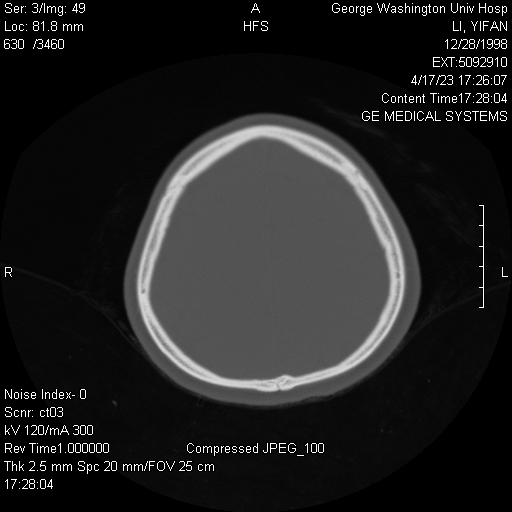 Ser: 3/Img: 49
Loc: 81.8 mm
630 /3460
A
HFS
George Washington Univ Hosp
LI, YIFAN
12/28/1998
EXT:5092910
4/17/23 17:26:07
Content Time17:28:04
GE MEDICAL SYSTEMS
R
L
Noise Index- 0
Scnr: ct03
kV 120/mA 300
Rev Time1.000000
Compressed JPEG_100
Thk 2.5 mm Spc 20 mm/FOV 25 cm
17:28:04